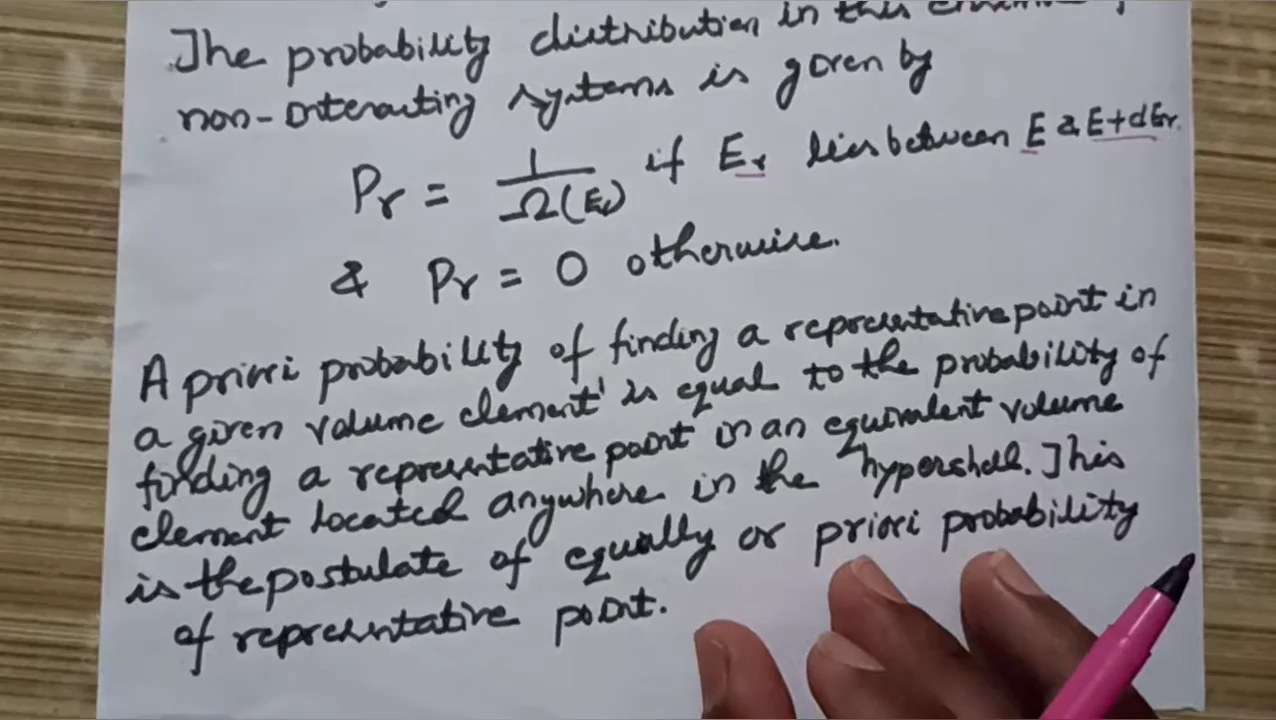 The probability distribution in this
non-interacting systems is given by
Pr = 1/Ω(Er) if Er lies between E & E+dEr.
& Pr = 0 otherwise.
A priori probability of finding a representative point in
a given volume element is equal to the probability of
finding a representative point in an equivalent volume
element located anywhere in the hypershell. This
is the postulate of equally or priori probability
of representative point.